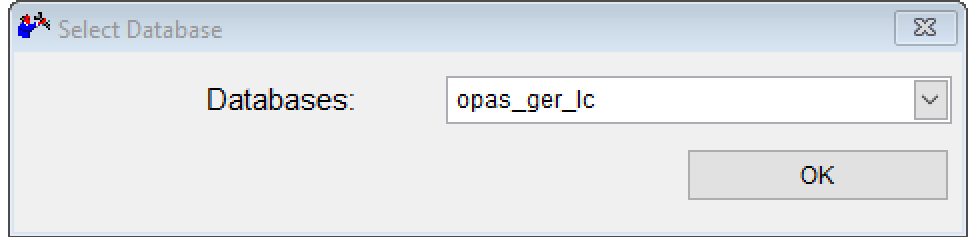 Select Database
Databases: opas_ger_lc
OK